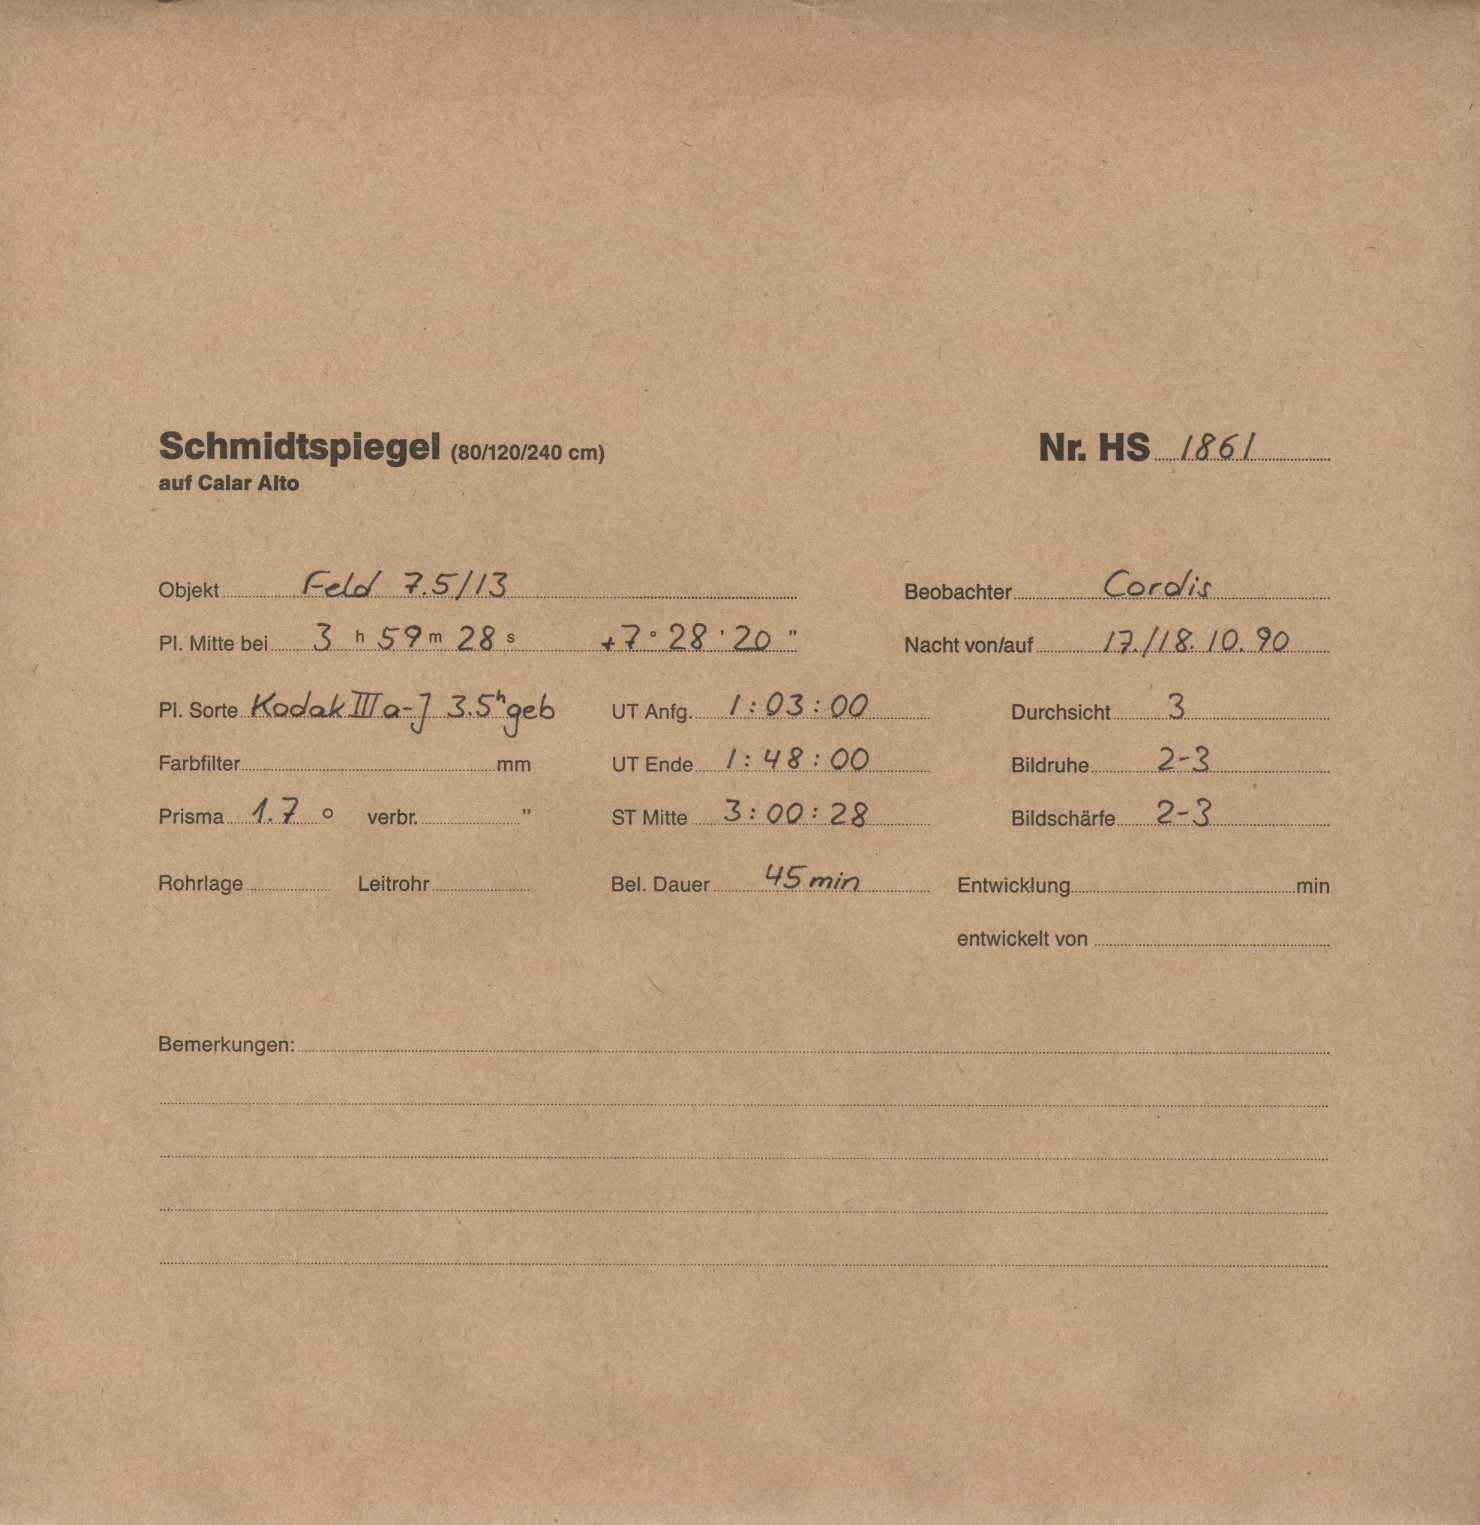 Schmidtspiegel (80/120/240 cm) Nr. HS 1861
auf Calar Alto
Objekt Feld 7.5/13 Beobachter Cordis
Pl. Mitte bei 3 h 59 m 28 s +7° 28' 20" Nacht von/auf 17./18. 10. 90
Pl. Sorte Kodak III a-J 3.5h geb UT Anfg. 1:03:00 Durchsicht 3
Farbfilter mm UT Ende 1:48:00 Bildruhe 2-3
Prisma 1.7 ° verbr. " ST Mitte 3:00:28 Bildschärfe 2-3
Rohrlage Leitrohr Bel. Dauer 45 min Entwicklung min
entwickelt von
Bemerkungen: